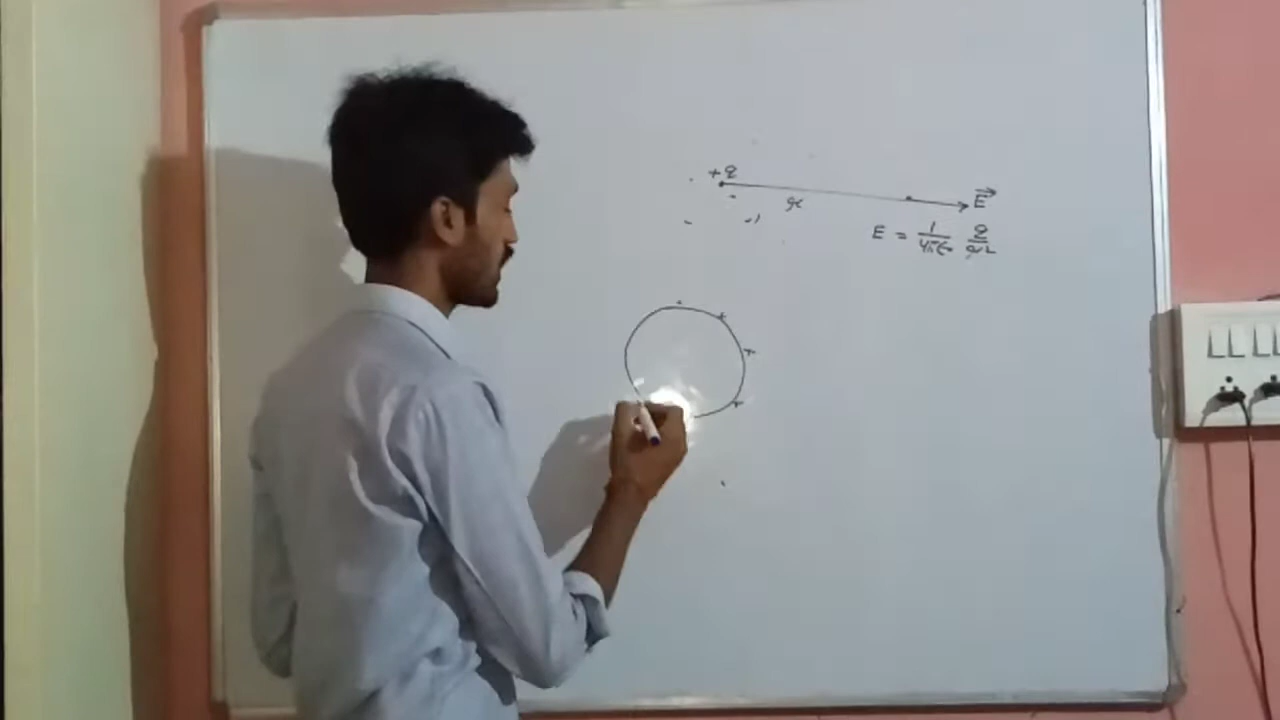 +q
r
E⃗
E = 1/4πε₀ q/r²
+ + +